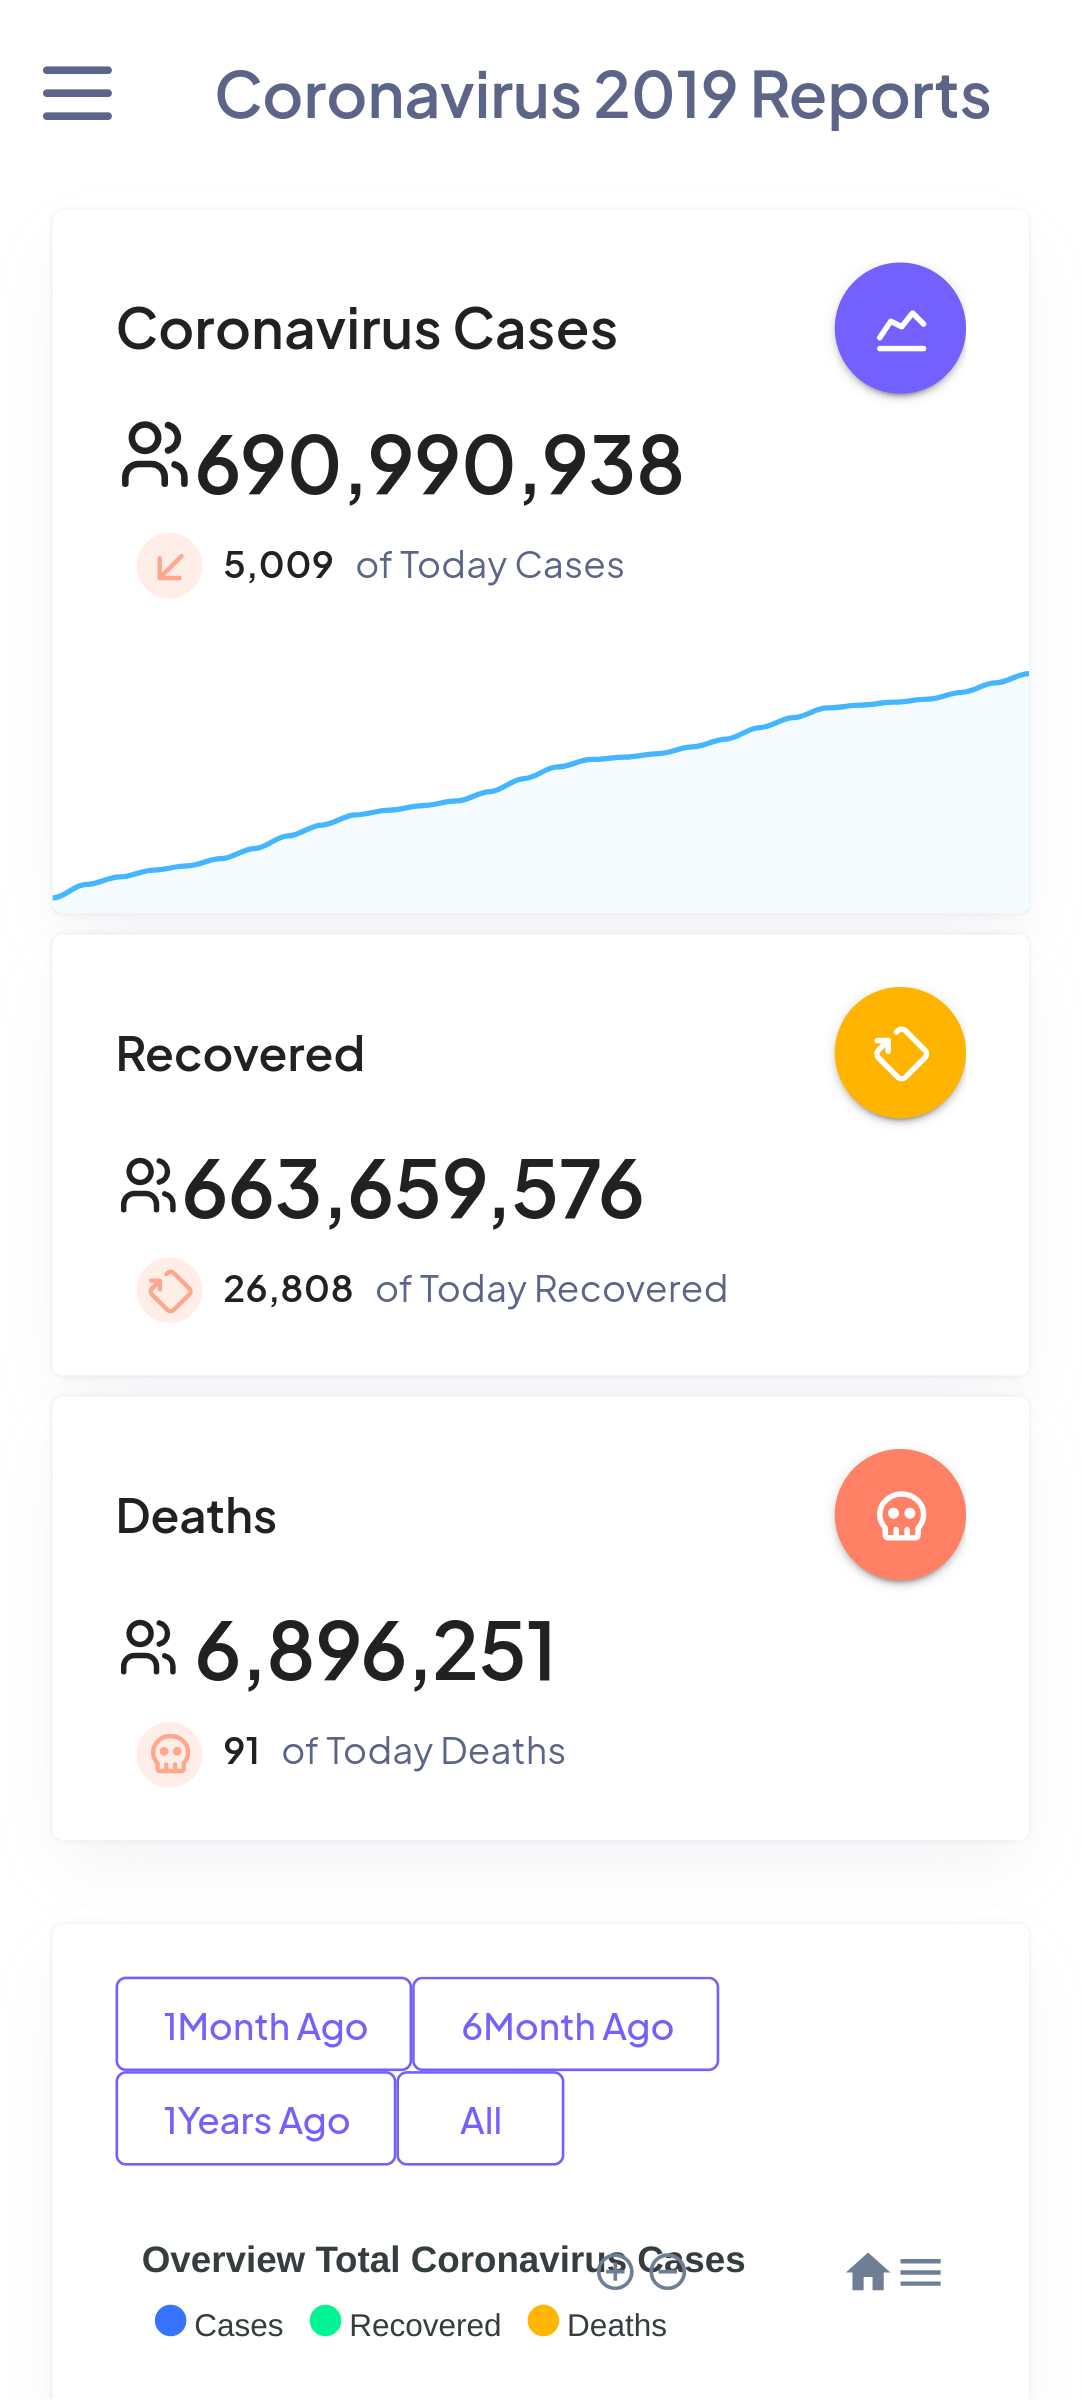 Coronavirus 2019 Reports
Coronavirus Cases
690,990,938
5,009 of Today Cases
Recovered
663,659,576
26,808 of Today Recovered
Deaths
6,896,251
91 of Today Deaths
1Month Ago 6Month Ago
1Years Ago All
Overview Total Coronavirus Cases
Cases Recovered Deaths